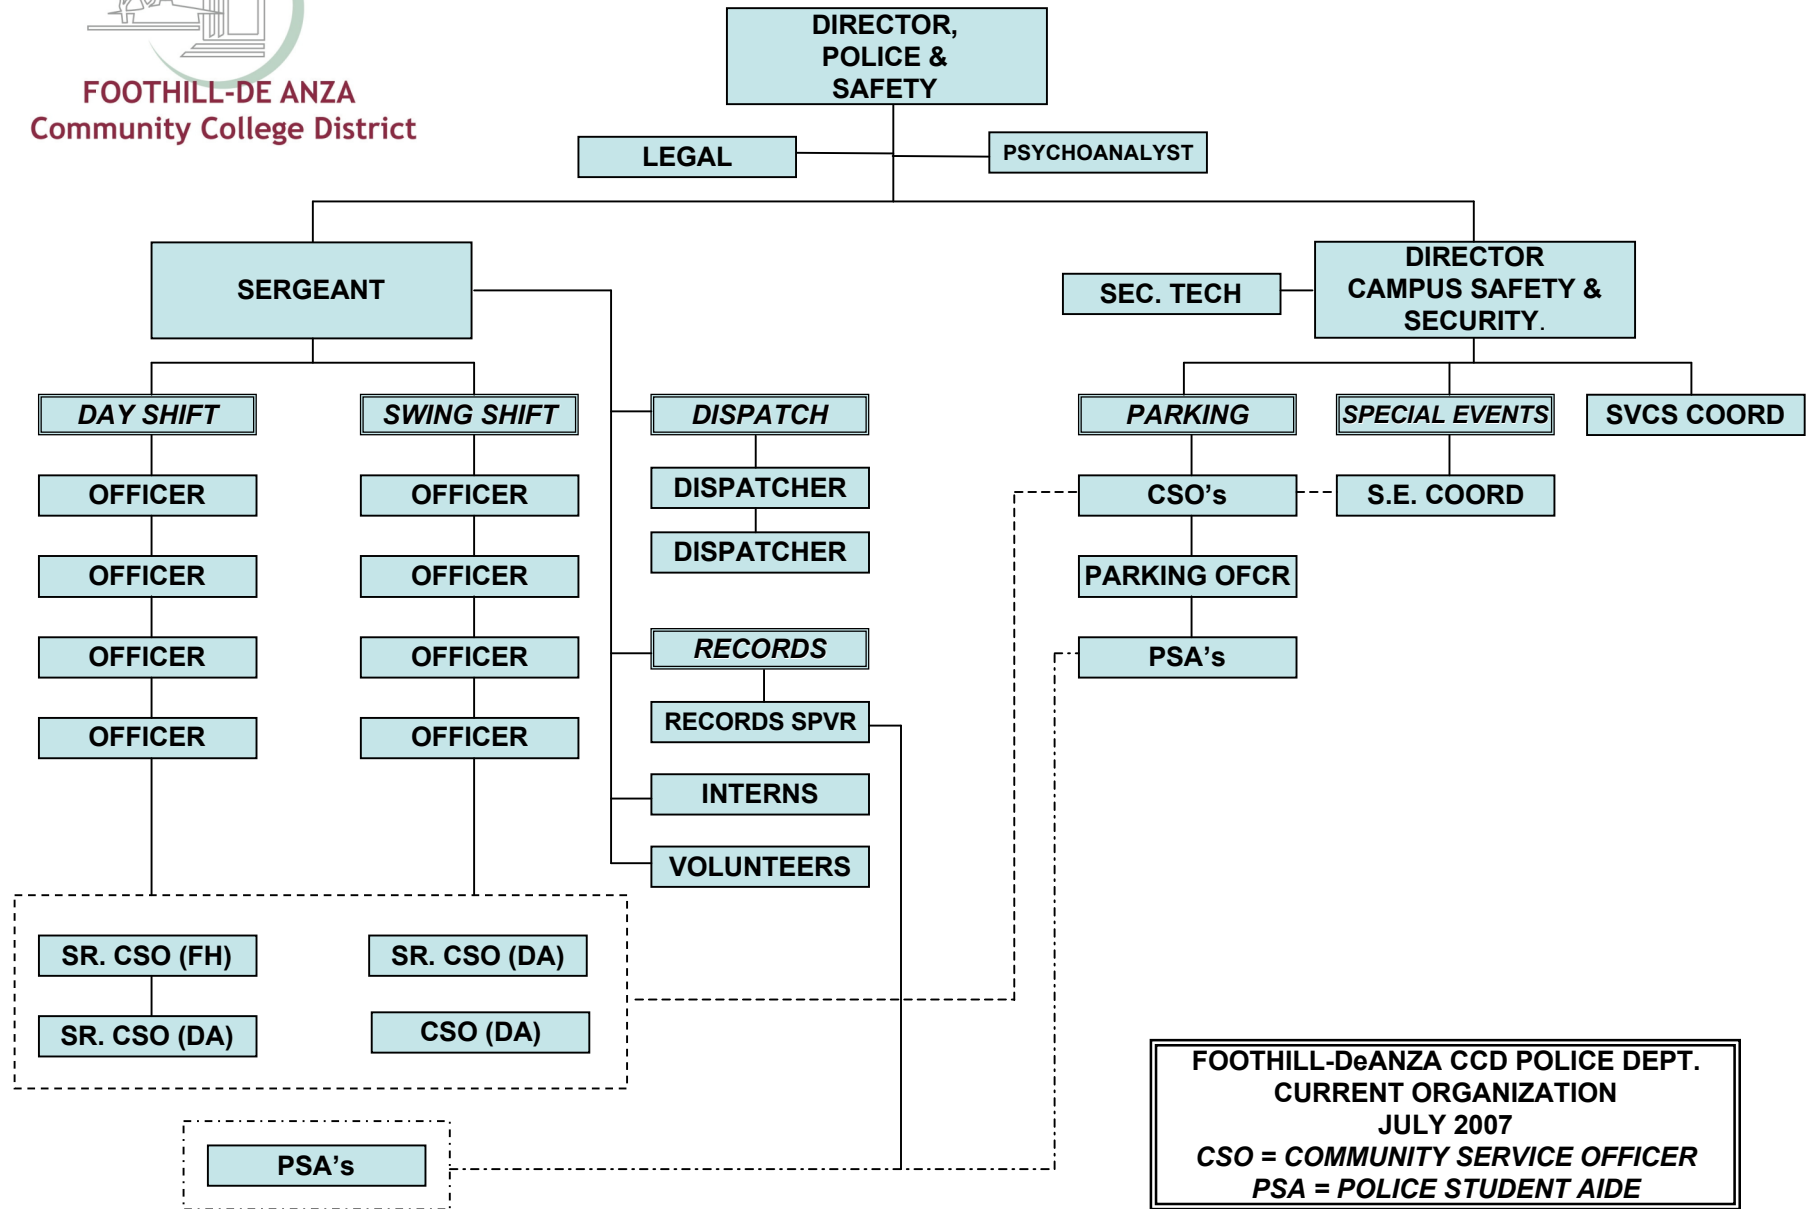 FOOTHILL-DE ANZA
Community College District
DIRECTOR,
POLICE &
SAFETY
LEGAL
PSYCHOANALYST
SERGEANT
SEC. TECH
DIRECTOR
CAMPUS SAFETY &
SECURITY.
DAY SHIFT
SWING SHIFT
DISPATCH
PARKING
SPECIAL EVENTS
SVCS COORD
OFFICER
OFFICER
DISPATCHER
CSO's
S.E. COORD
DISPATCHER
OFFICER
OFFICER
PARKING OFCR
OFFICER
OFFICER
RECORDS
PSA's
OFFICER
OFFICER
RECORDS SPVR
INTERNS
VOLUNTEERS
SR. CSO (FH)
SR. CSO (DA)
SR. CSO (DA)
CSO (DA)
PSA's
FOOTHILL-DeANZA CCD POLICE DEPT.
CURRENT ORGANIZATION
JULY 2007
CSO = COMMUNITY SERVICE OFFICER
PSA = POLICE STUDENT AIDE